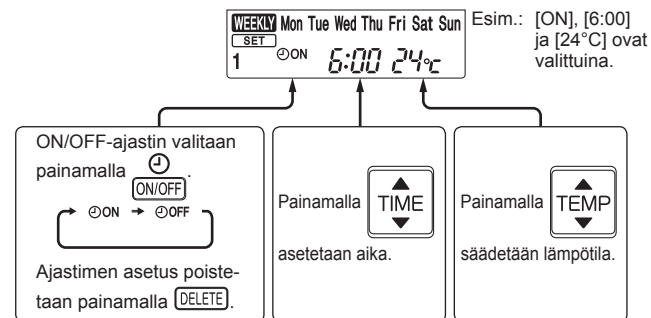 WEEKLY Mon Tue Wed Thu Fri Sat Sun
SET
1 ON 6:00 24°c
Esim.: [ON], [6:00]
ja [24°C] ovat
valittuina.
ON/OFF-ajastin valitaan
painamalla
ON/OFF.
ON → OFF
Ajastimen asetus poiste-
taan painamalla DELETE.
Painamalla TIME
asetetaan aika.
Painamalla TEMP
säädetään lämpötila.